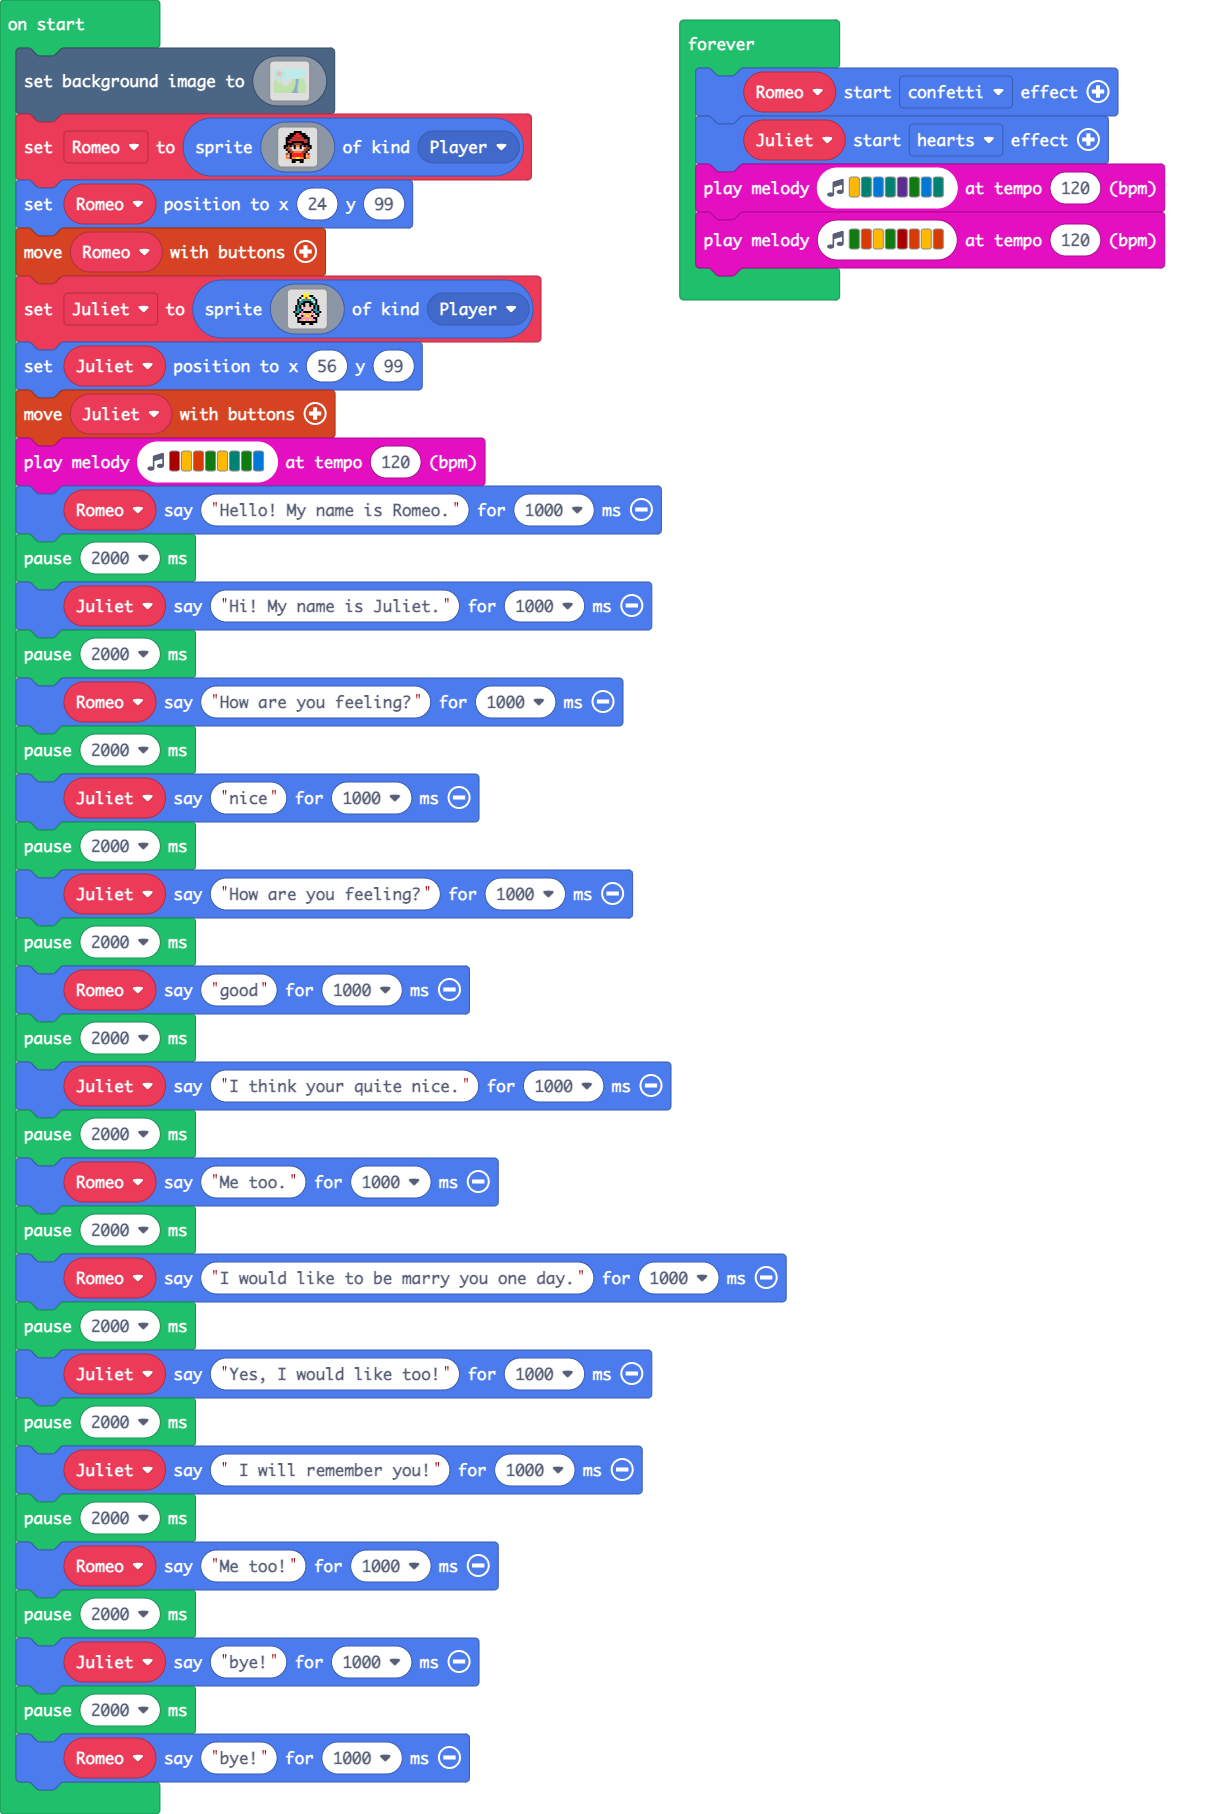 on start
set background image to
set Romeo to sprite of kind Player
set Romeo position to x 24 y 99
move Romeo with buttons
set Juliet to sprite of kind Player
set Juliet position to x 56 y 99
move Juliet with buttons
play melody at tempo 120 (bpm)
Romeo say "Hello! My name is Romeo." for 1000 ms
pause 2000 ms
Juliet say "Hi! My name is Juliet." for 1000 ms
pause 2000 ms
Romeo say "How are you feeling?" for 1000 ms
pause 2000 ms
Juliet say "nice" for 1000 ms
pause 2000 ms
Juliet say "How are you feeling?" for 1000 ms
pause 2000 ms
Romeo say "good" for 1000 ms
pause 2000 ms
Juliet say "I think your quite nice." for 1000 ms
pause 2000 ms
Romeo say "Me too." for 1000 ms
pause 2000 ms
Romeo say "I would like to be marry you one day." for 1000 ms
pause 2000 ms
Juliet say "Yes, I would like too!" for 1000 ms
pause 2000 ms
Juliet say " I will remember you!" for 1000 ms
pause 2000 ms
Romeo say "Me too!" for 1000 ms
pause 2000 ms
Juliet say "bye!" for 1000 ms
pause 2000 ms
Romeo say "bye!" for 1000 ms
forever
Romeo start confetti effect
Juliet start hearts effect
play melody at tempo 120 (bpm)
play melody at tempo 120 (bpm)